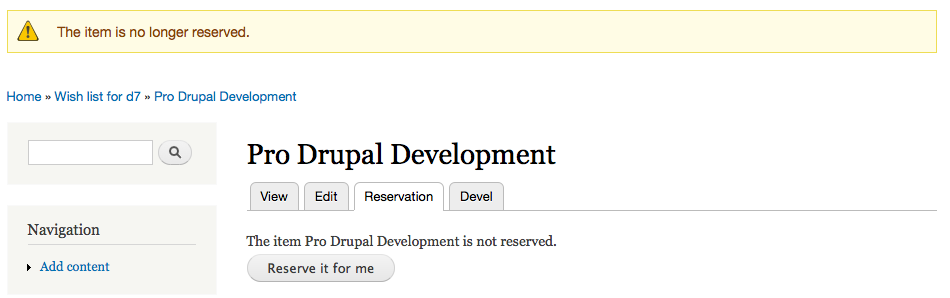 The item is no longer reserved.
Home » Wish list for d7 » Pro Drupal Development
Pro Drupal Development
View Edit Reservation Devel
Navigation
Add content
The item Pro Drupal Development is not reserved.
Reserve it for me